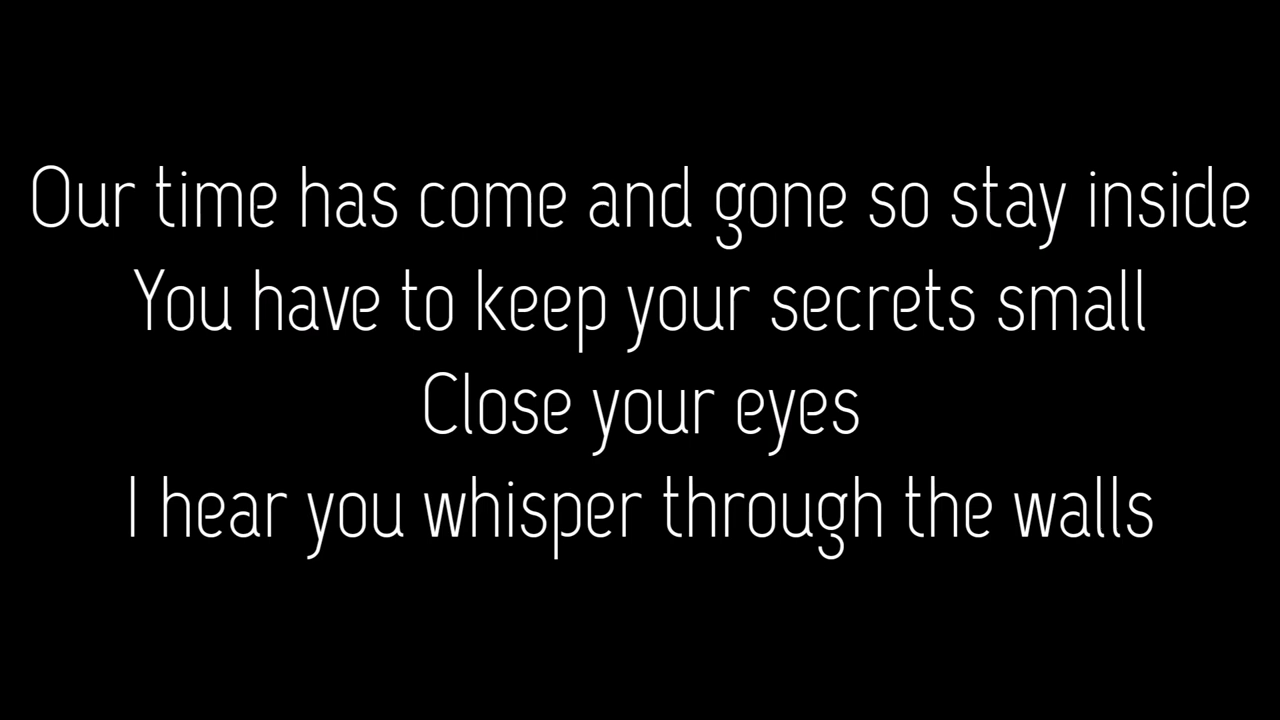 Our time has come and gone so stay inside
You have to keep your secrets small
Close your eyes
I hear you whisper through the walls